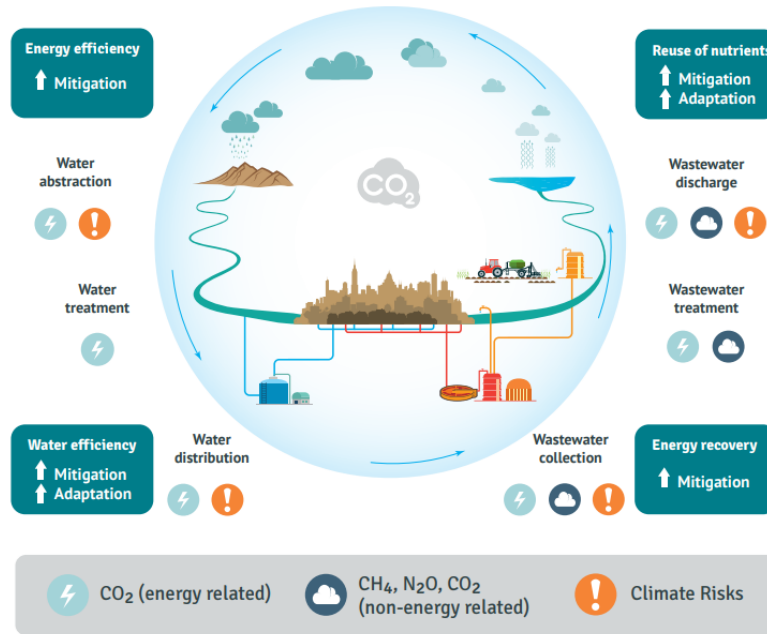 Energy efficiency
Mitigation
Reuse of nutrients
Mitigation
Adaptation
Water
abstraction
CO2
Wastewater
discharge
Water
treatment
Wastewater
treatment
Water efficiency
Mitigation
Adaptation
Water
distribution
Wastewater
collection
Energy recovery
Mitigation
CO2 (energy related)
CH4, N2O, CO2
(non-energy related)
Climate Risks